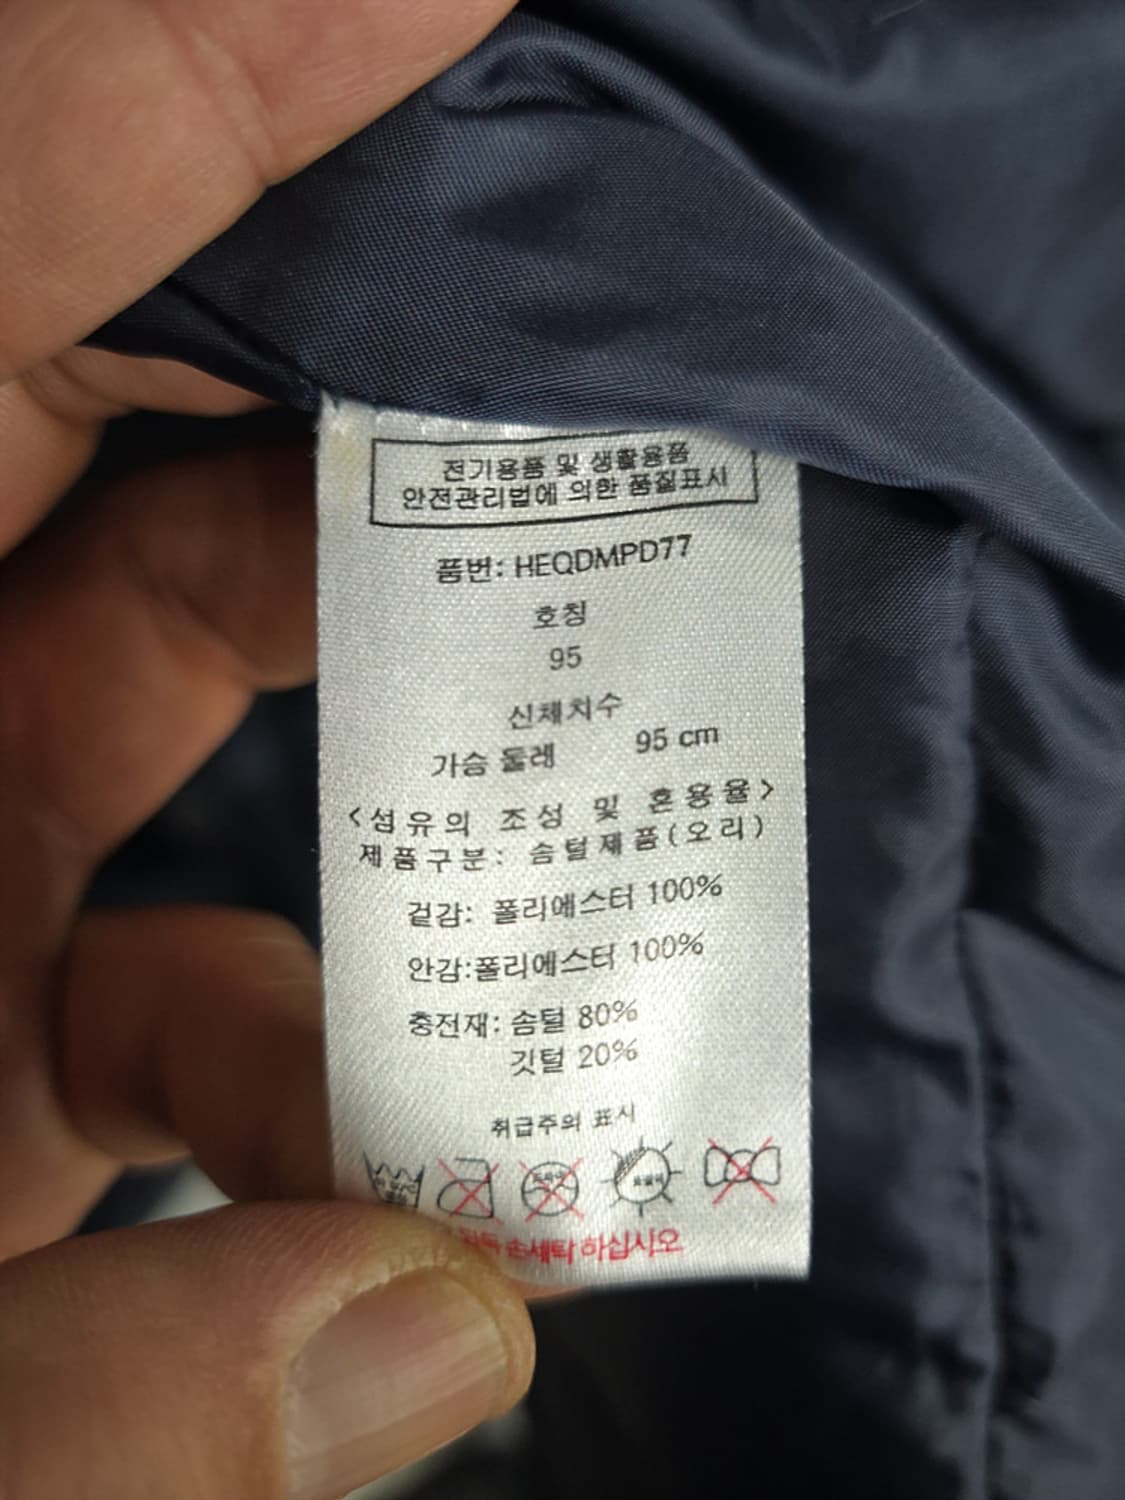 전기용품 및 생활용품
안전관리법에 의한 품질표시
품번: HEQDMPD77
호칭
95
신체치수
가슴 둘레 95 cm
<섬유의 조성 및 혼용율>
제품구분: 솜털제품(오리)
겉감: 폴리에스터 100%
안감:폴리에스터 100%
충전재: 솜털 80%
깃털 20%
취급주의 표시
손세탁 하십시오